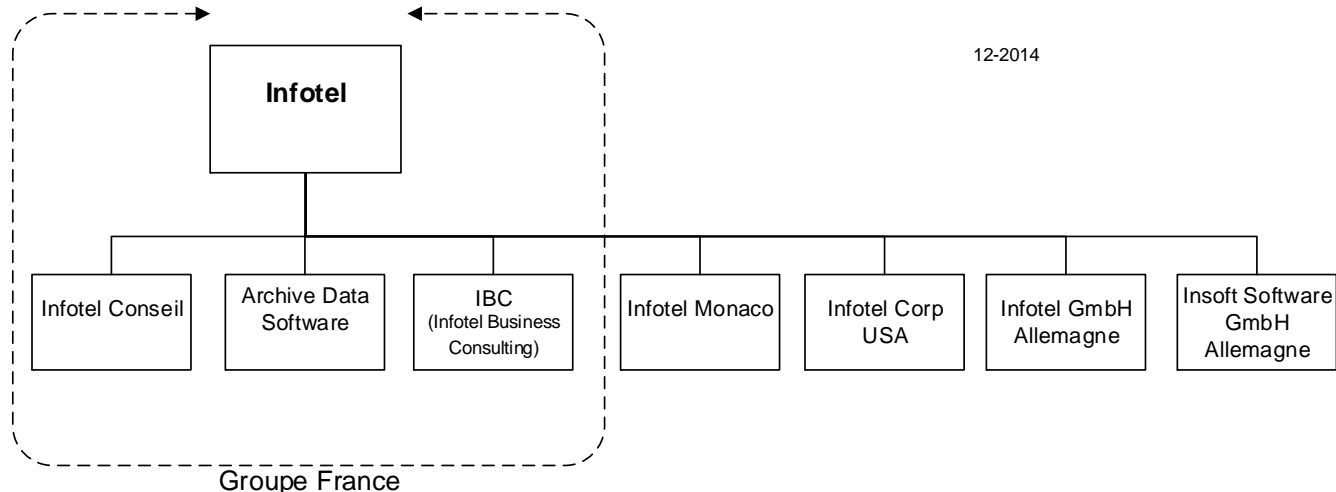 12-2014
Infotel
Infotel Conseil
Archive Data
Software
IBC
(Infotel Business
Consulting)
Infotel Monaco
Infotel Corp
USA
Infotel GmbH
Allemagne
Insoft Software
GmbH
Allemagne
Groupe France